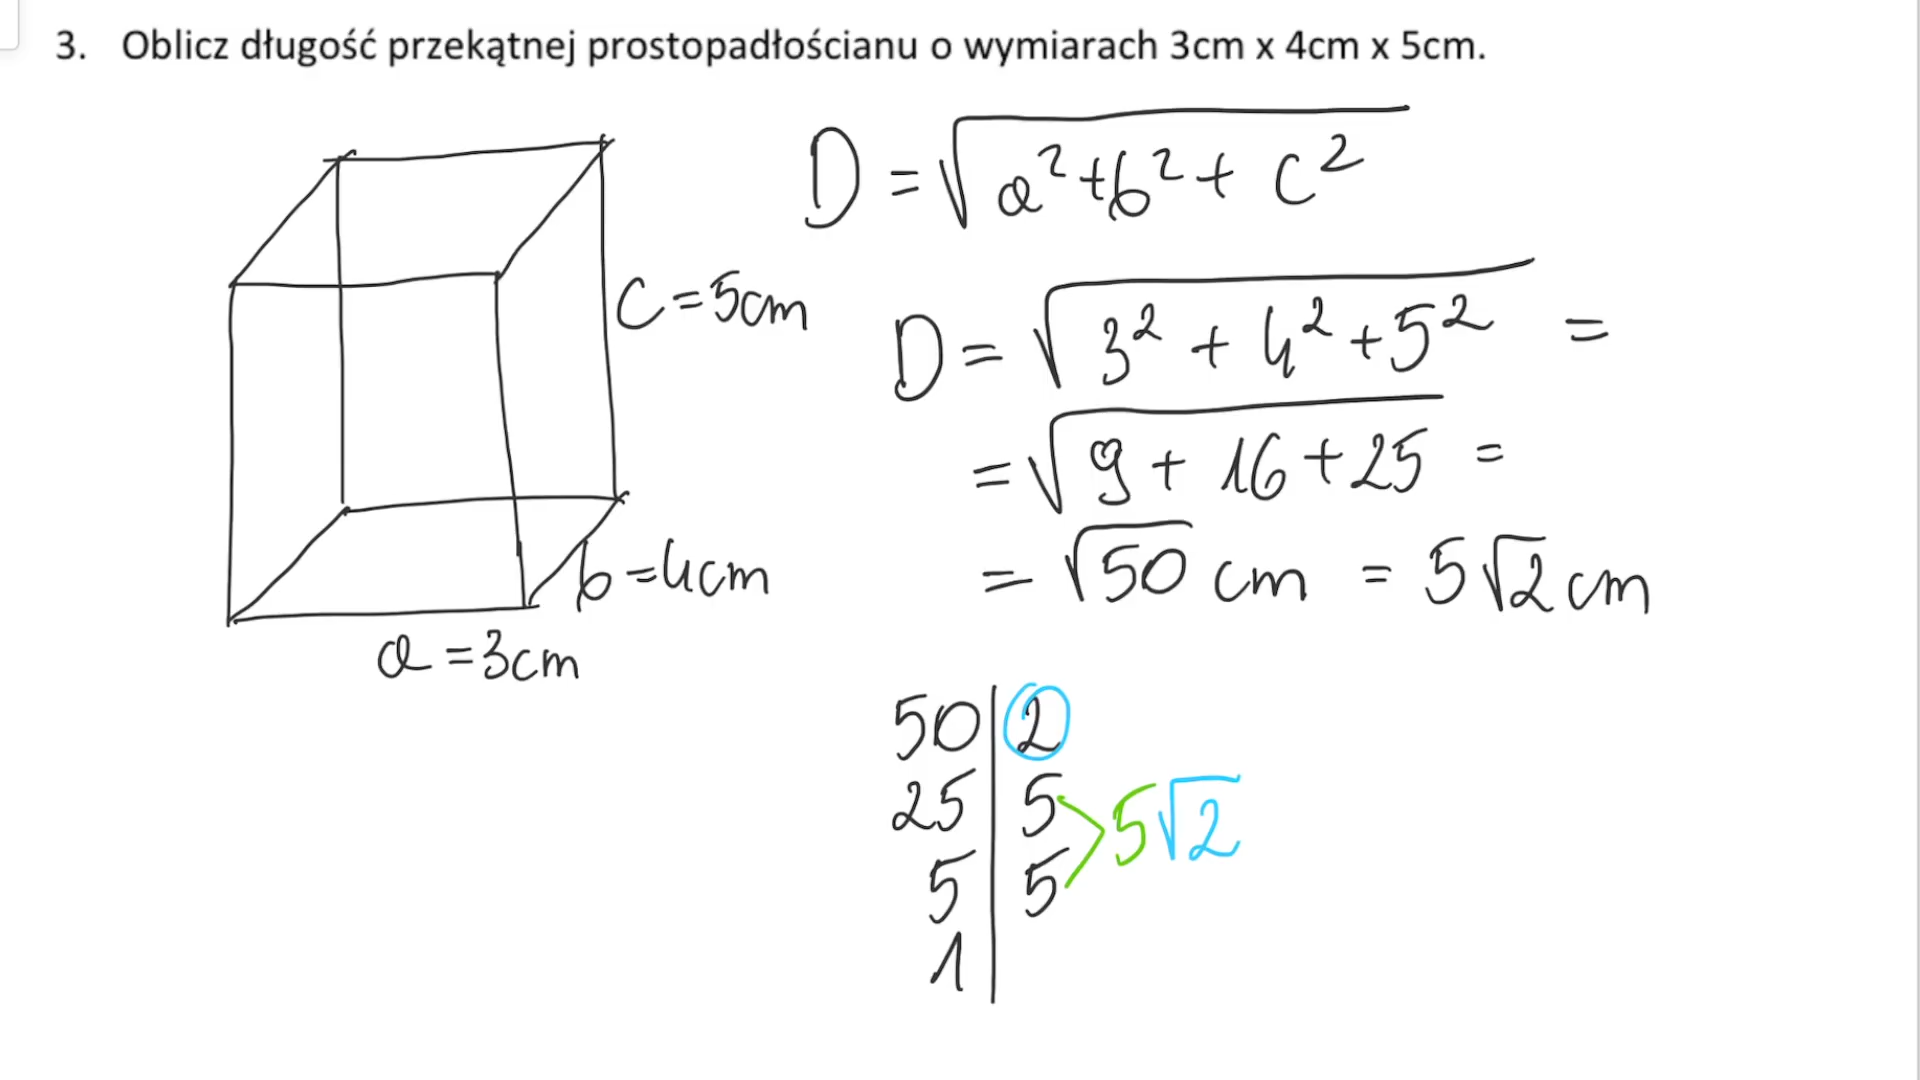 3. Oblicz długość przekątnej prostopadłościanu o wymiarach 3cm x 4cm x 5cm.
D = √a² + b² + c²
c = 5cm
D = √3² + 4² + 5² =
= √9 + 16 + 25 =
= √50 cm = 5√2 cm
b = 4cm
a = 3cm
50 | 2
25 | 5
5√2
5 | 5
1 |